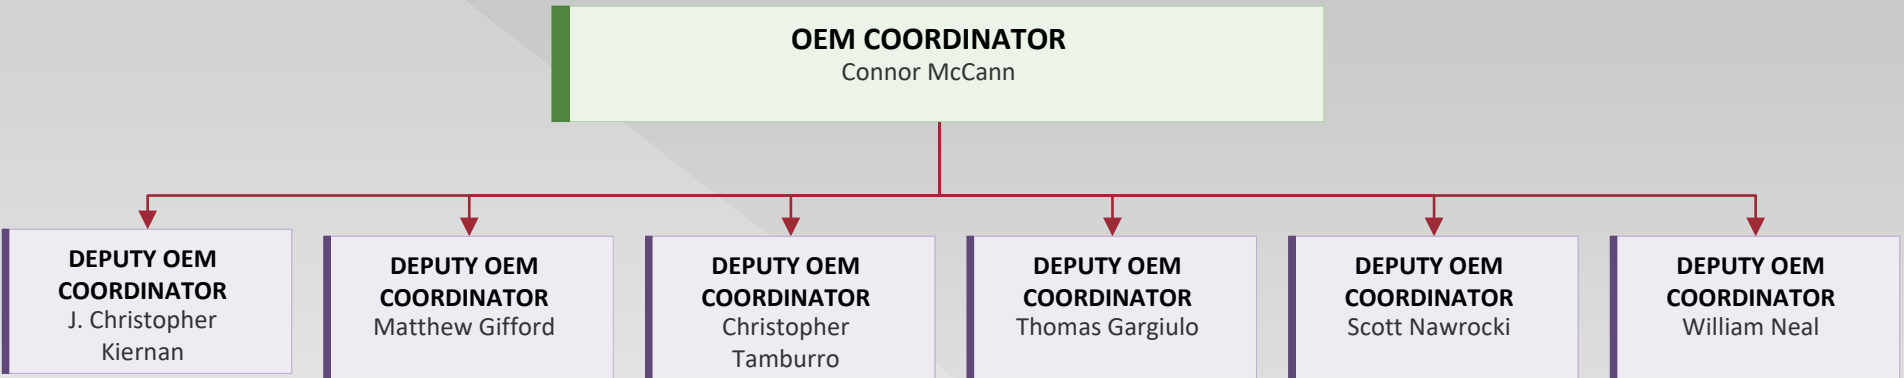 OEM COORDINATOR
Connor McCann
DEPUTY OEM
COORDINATOR
J. Christopher
Kiernan
DEPUTY OEM
COORDINATOR
Matthew Gifford
DEPUTY OEM
COORDINATOR
Christopher
Tamburro
DEPUTY OEM
COORDINATOR
Thomas Gargiulo
DEPUTY OEM
COORDINATOR
Scott Nawrocki
DEPUTY OEM
COORDINATOR
William Neal